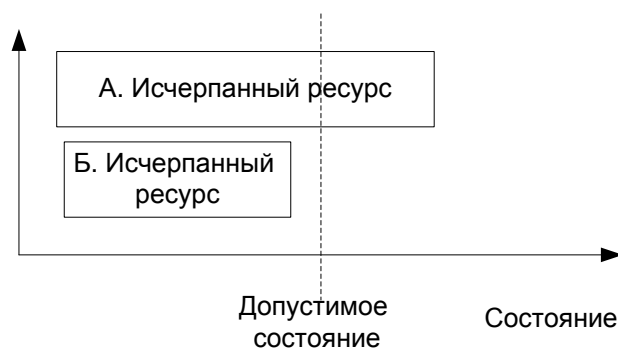 А. Исчерпанный ресурс
Б. Исчерпанный
ресурс
Допустимое
состояние
Состояние